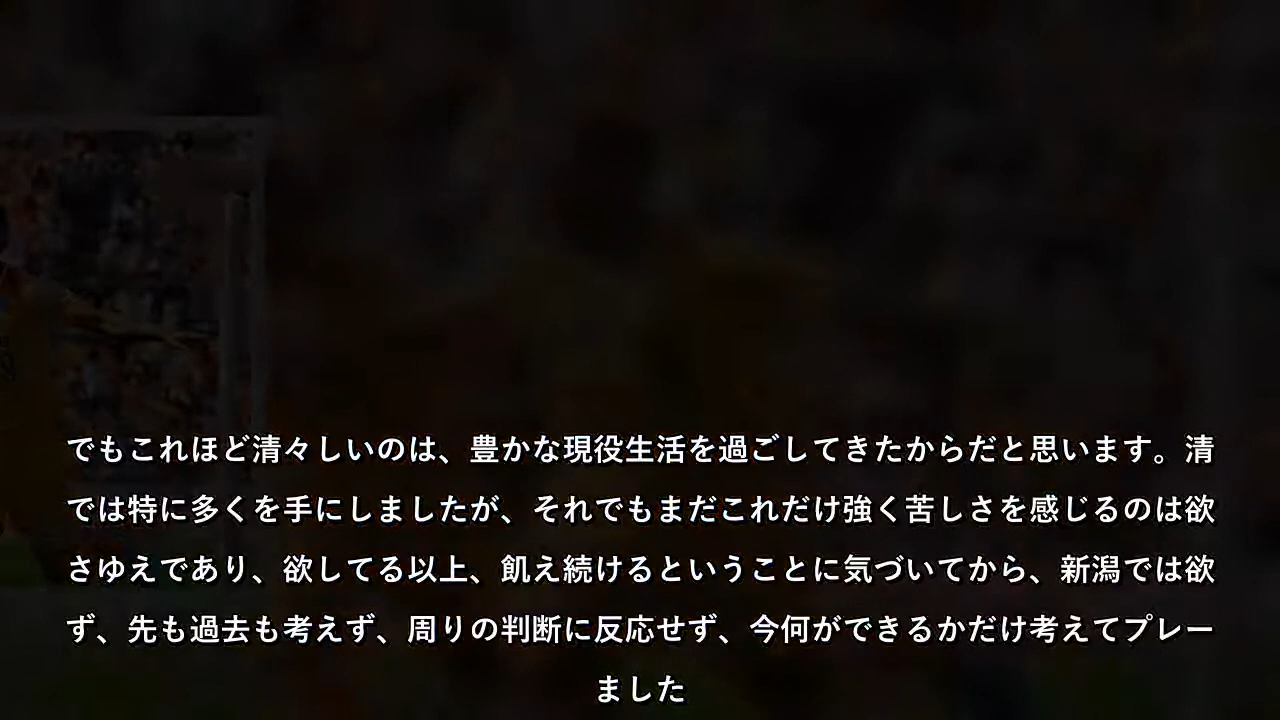 でもこれほど清々しいのは、豊かな現役生活を過ごしてきたからだと思います。清
では特に多くを手にしましたが、それでもまだこれだけ強く苦しさを感じるのは欲
さゆえであり、欲してる以上、飢え続けるということに気づいてから、新潟では欲
ず、先も過去も考えずに、周りの判断に反応せず、今何ができるかだけ考えてプレー
ました